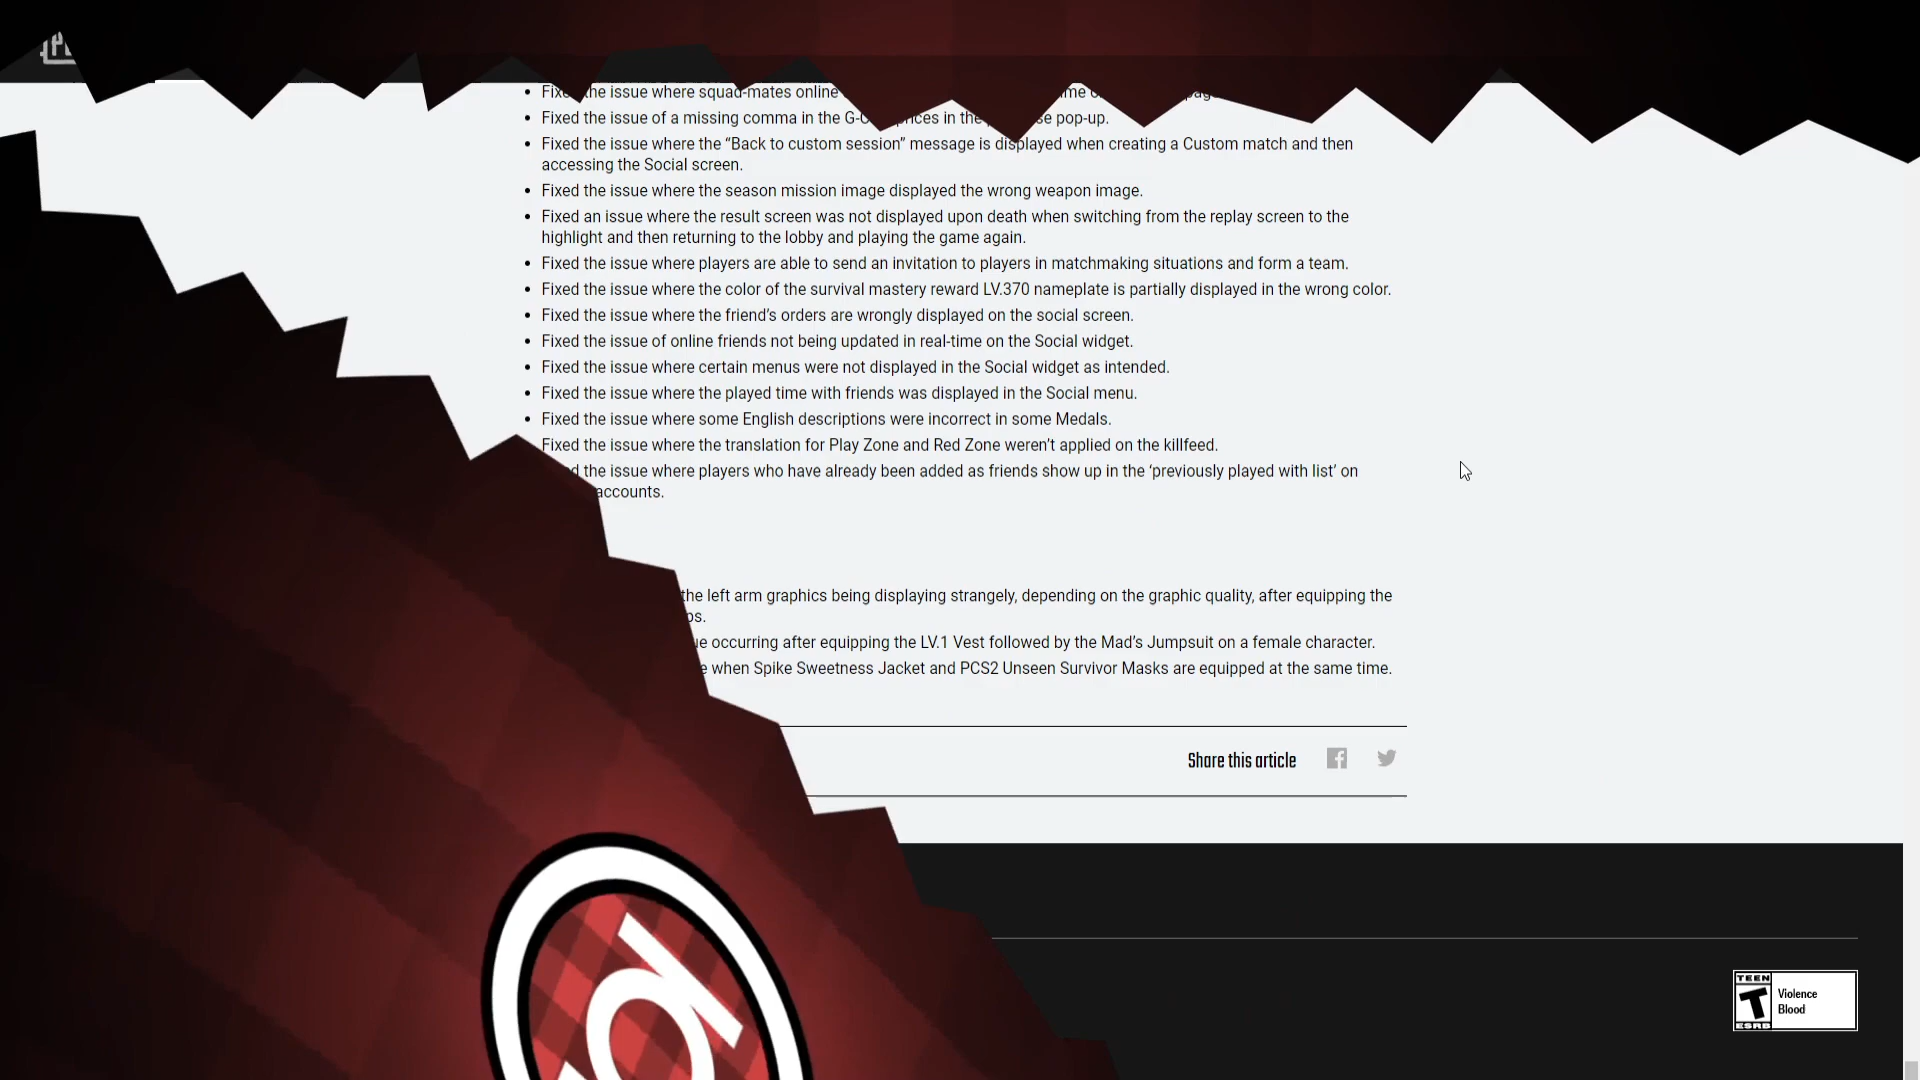 Fixed the issue where squad-mates online
Fixed the issue of a missing comma in the in the pop-up.
Fixed the issue where the “Back to custom session” message is displayed when creating a Custom match and then
accessing the Social screen.
Fixed the issue where the season mission image displayed the wrong weapon image.
Fixed an issue where the result screen was not displayed upon death when switching from the replay screen to the
highlight and then returning to the lobby and playing the game again.
Fixed the issue where players are able to send an invitation to players in matchmaking situations and form a team.
Fixed the issue where the color of the survival mastery reward LV.370 nameplate is partially displayed in the wrong color.
Fixed the issue where the friend’s orders are wrongly displayed on the social screen.
Fixed the issue of online friends not being updated in real-time on the Social widget.
Fixed the issue where certain menus were not displayed in the Social widget as intended.
Fixed the issue where the played time with friends was displayed in the Social menu.
Fixed the issue where some English descriptions were incorrect in some Medals.
Fixed the issue where the translation for Play Zone and Red Zone weren’t applied on the killfeed.
the issue where players who have already been added as friends show up in the ‘previously played with list’ on
accounts.
the left arm graphics being displaying strangely, depending on the graphic quality, after equipping the
occurring after equipping the LV.1 Vest followed by the Mad’s Jumpsuit on a female character.
when Spike Sweetness Jacket and PCS2 Unseen Survivor Masks are equipped at the same time.
Share this article
TEEN
T
ESRB
Violence
Blood